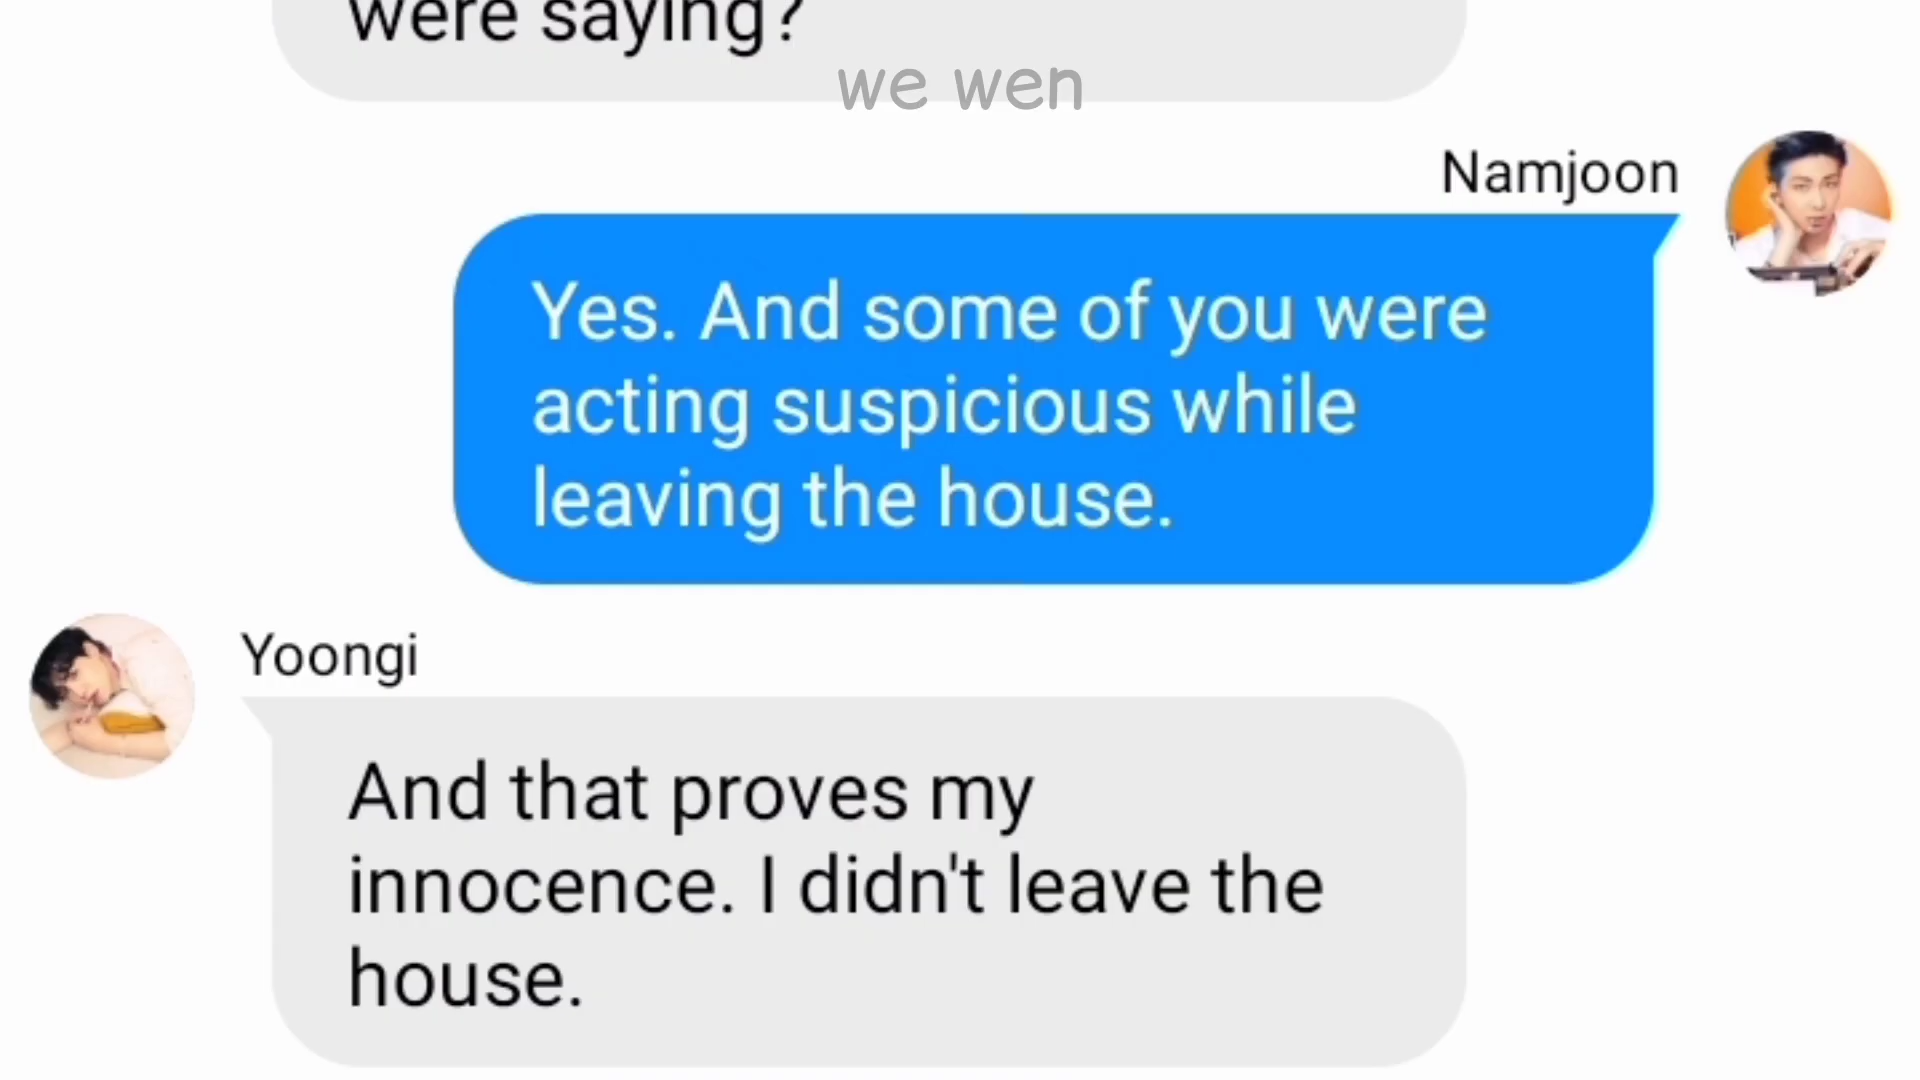 were saying?
we wen
Namjoon
Yes. And some of you were
acting suspicious while
leaving the house.
Yoongi
And that proves my
innocence. I didn't leave the
house.